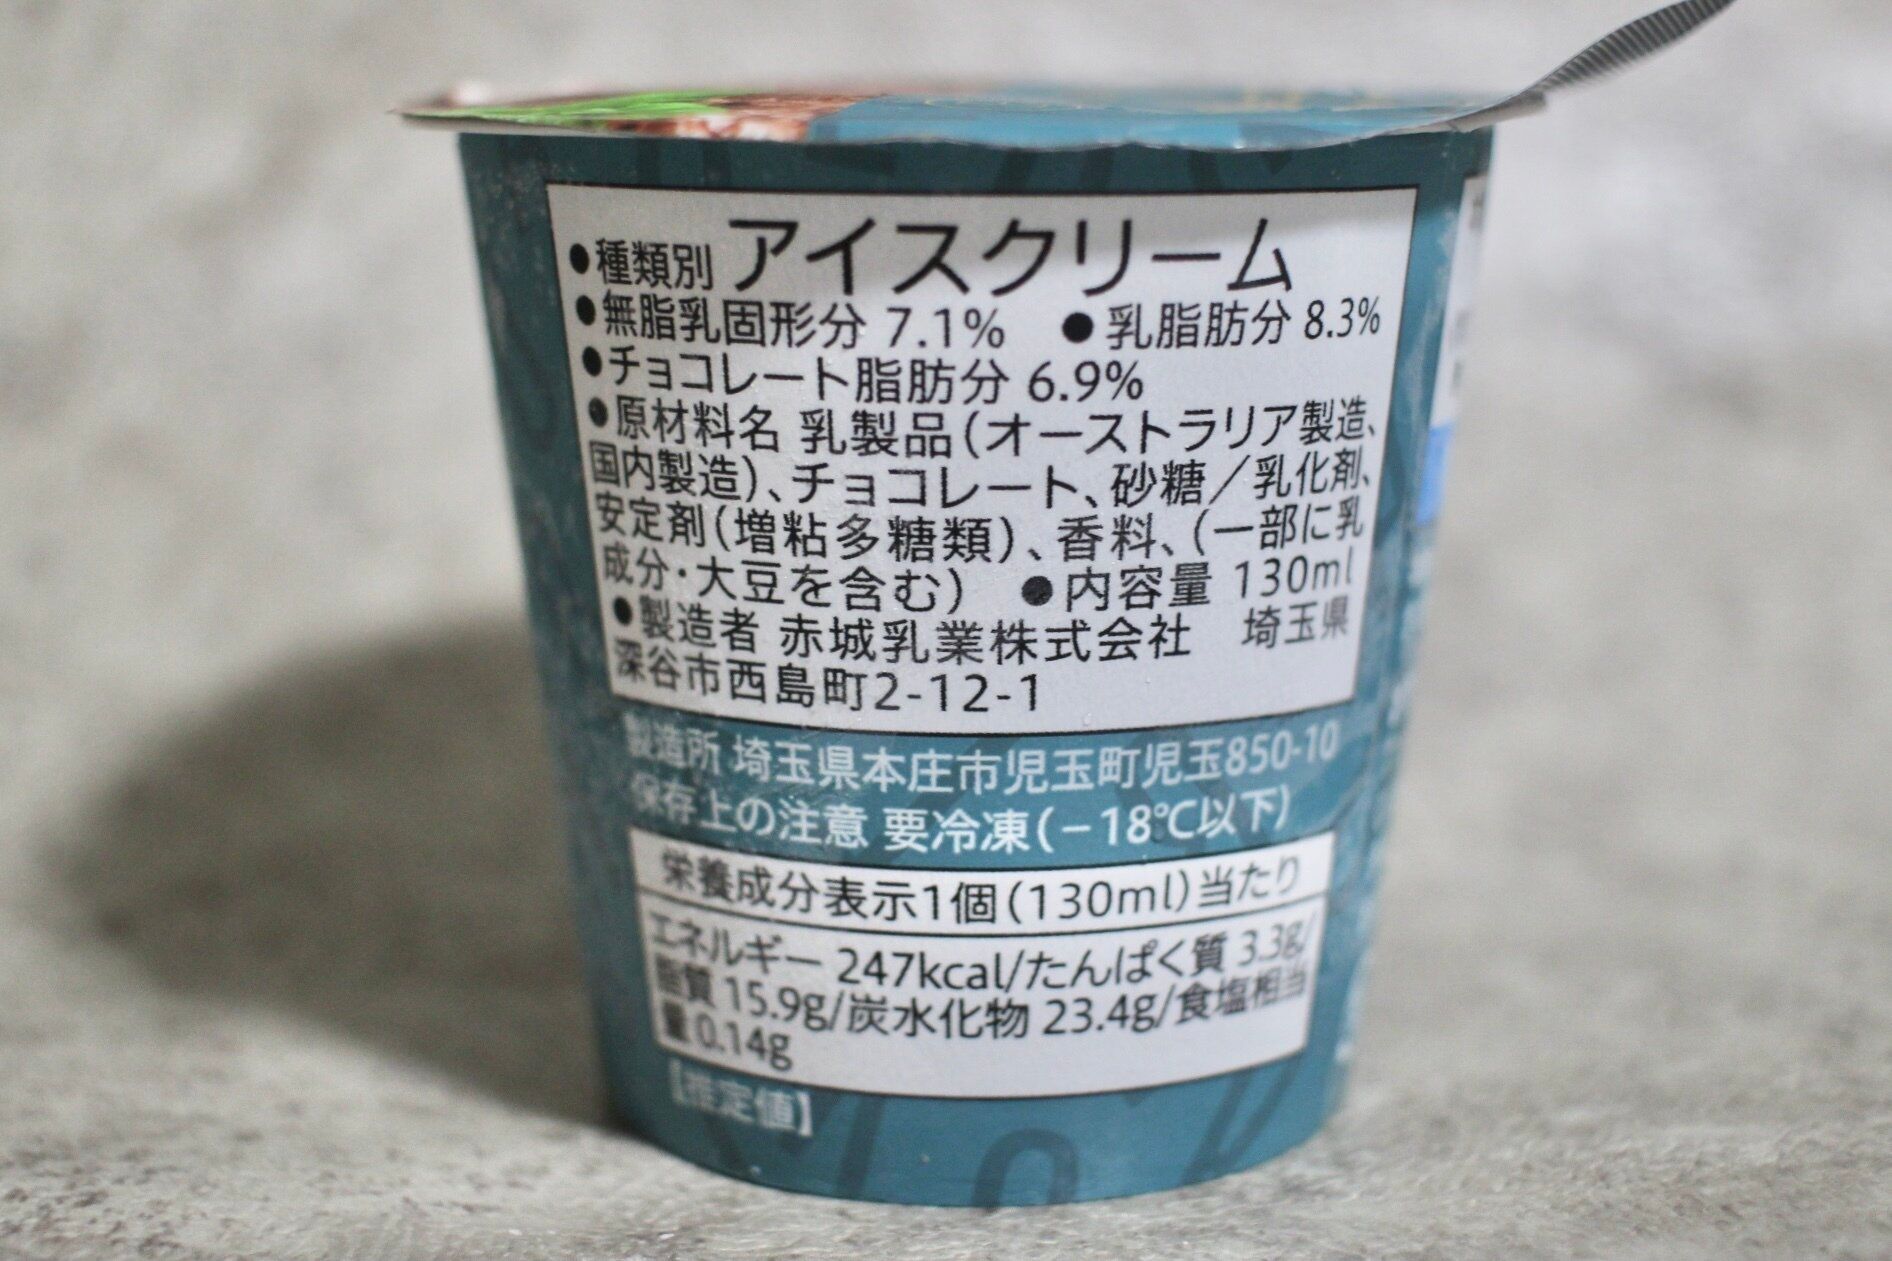 ●種類別 アイスクリーム
●無脂乳固形分 7.1% ●乳脂肪分 8.3%
●チョコレート脂肪分 6.9%
●原材料名 乳製品(オーストラリア製造、
国内製造)、チョコレート、砂糖/乳化剤、
安定剤(増粘多糖類)、香料、(一部に乳
成分・大豆を含む) ●内容量 130ml
●製造者 赤城乳業株式会社 埼玉県
深谷市西島町2-12-1
製造所 埼玉県本庄市児玉町児玉850-10
保存上の注意 要冷凍(-18℃以下)
栄養成分表示1個(130ml)当たり
エネルギー 247kcal/たんぱく質 3.3g/
脂質 15.9g/炭水化物 23.4g/食塩相当
量 0.14g
【推定値】